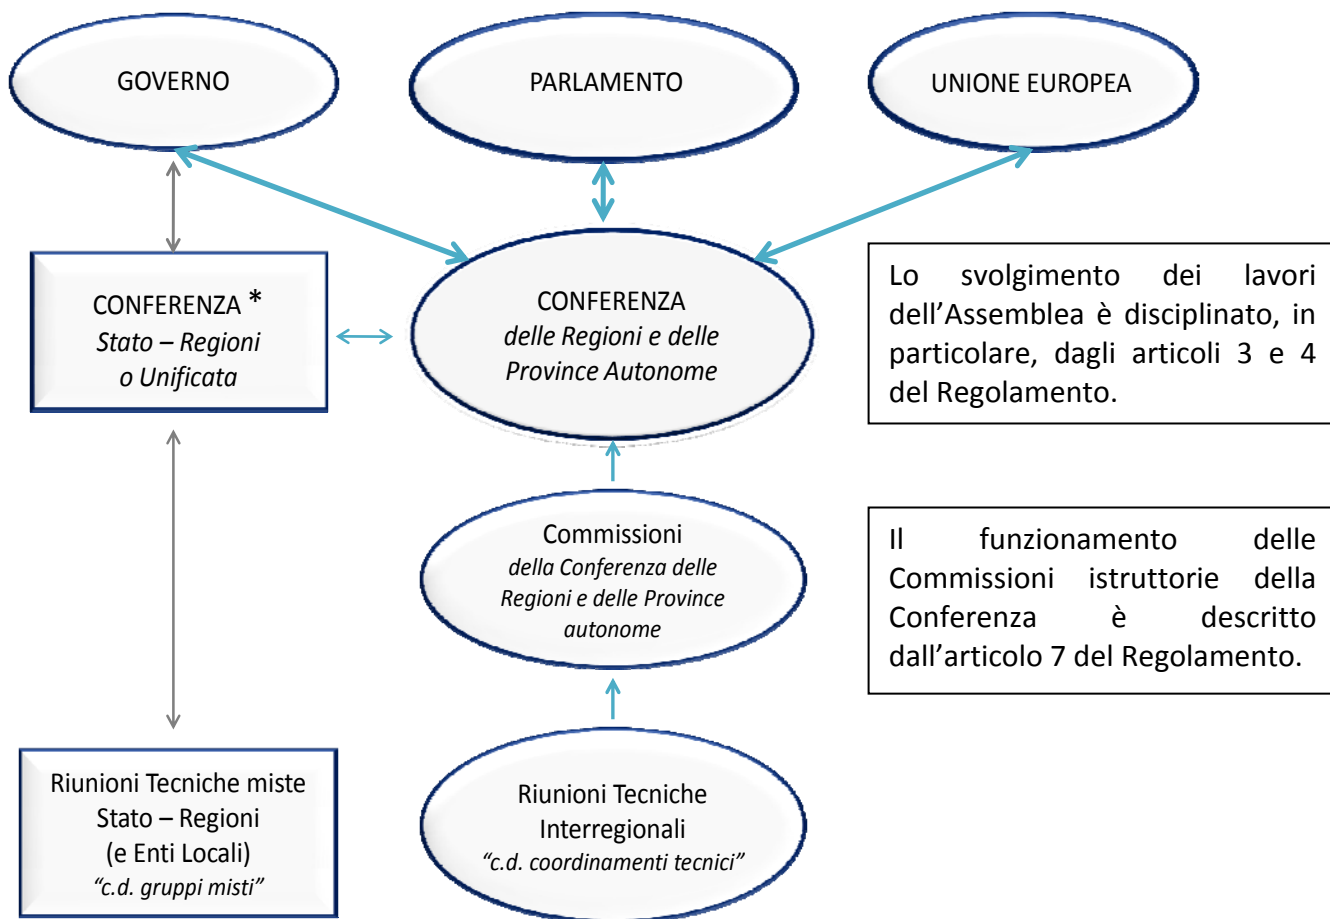 GOVERNO
PARLAMENTO
UNIONE EUROPEA
CONFERENZA *
Stato – Regioni
o Unificata
CONFERENZA
delle Regioni e delle
Province Autonome
Lo svolgimento dei lavori
dell’Assemblea è disciplinato, in
particolare, dagli articoli 3 e 4
del Regolamento.
Commissioni
della Conferenza delle
Regioni e delle Province
autonome
Il funzionamento delle
Commissioni istruttorie della
Conferenza è descritto
dall’articolo 7 del Regolamento.
Riunioni Tecniche miste
Stato – Regioni
(e Enti Locali)
“c.d. gruppi misti”
Riunioni Tecniche
Interregionali
“c.d. coordinamenti tecnici”